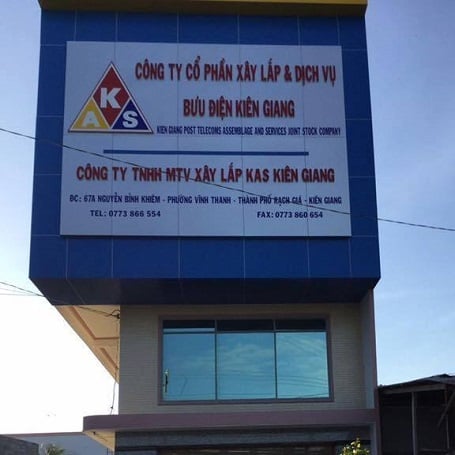 CÔNG TY CỔ PHẦN XÂY LẮP & DỊCH VỤ
BƯU ĐIỆN KIÊN GIANG
KIEN GIANG POST TELECOMS ASSEMBLAGE AND SERVICES JOINT STOCK COMPANY
K
A S
CÔNG TY TNHH MTV XÂY LẮP KAS KIÊN GIANG
ĐC: 67A NGUYỄN BỈNH KHIÊM - PHƯỜNG VĨNH THANH - THÀNH PHỐ RẠCH GIÁ - KIÊN GIANG
TEL: 0773 866 554 FAX: 0773 860 654